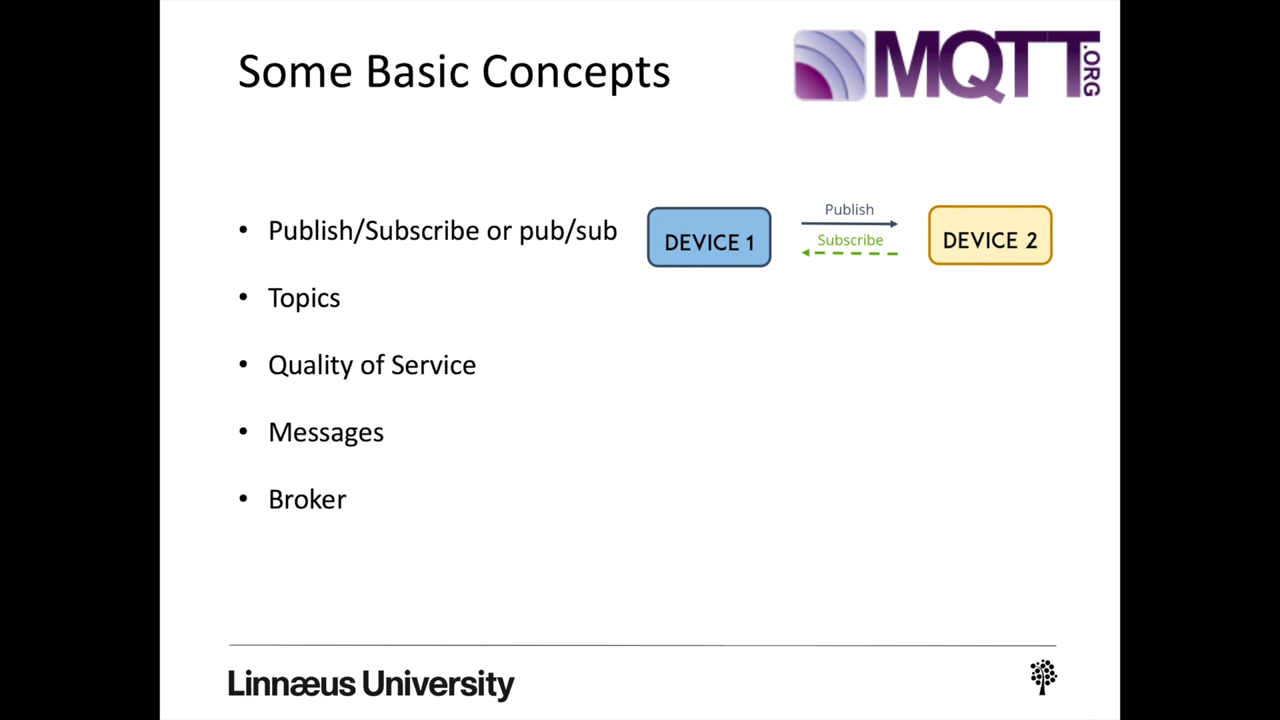 Some Basic Concepts
MQTT.ORG
• Publish/Subscribe or pub/sub
DEVICE 1
Publish
Subscribe
DEVICE 2
• Topics
• Quality of Service
• Messages
• Broker
Linnæus University